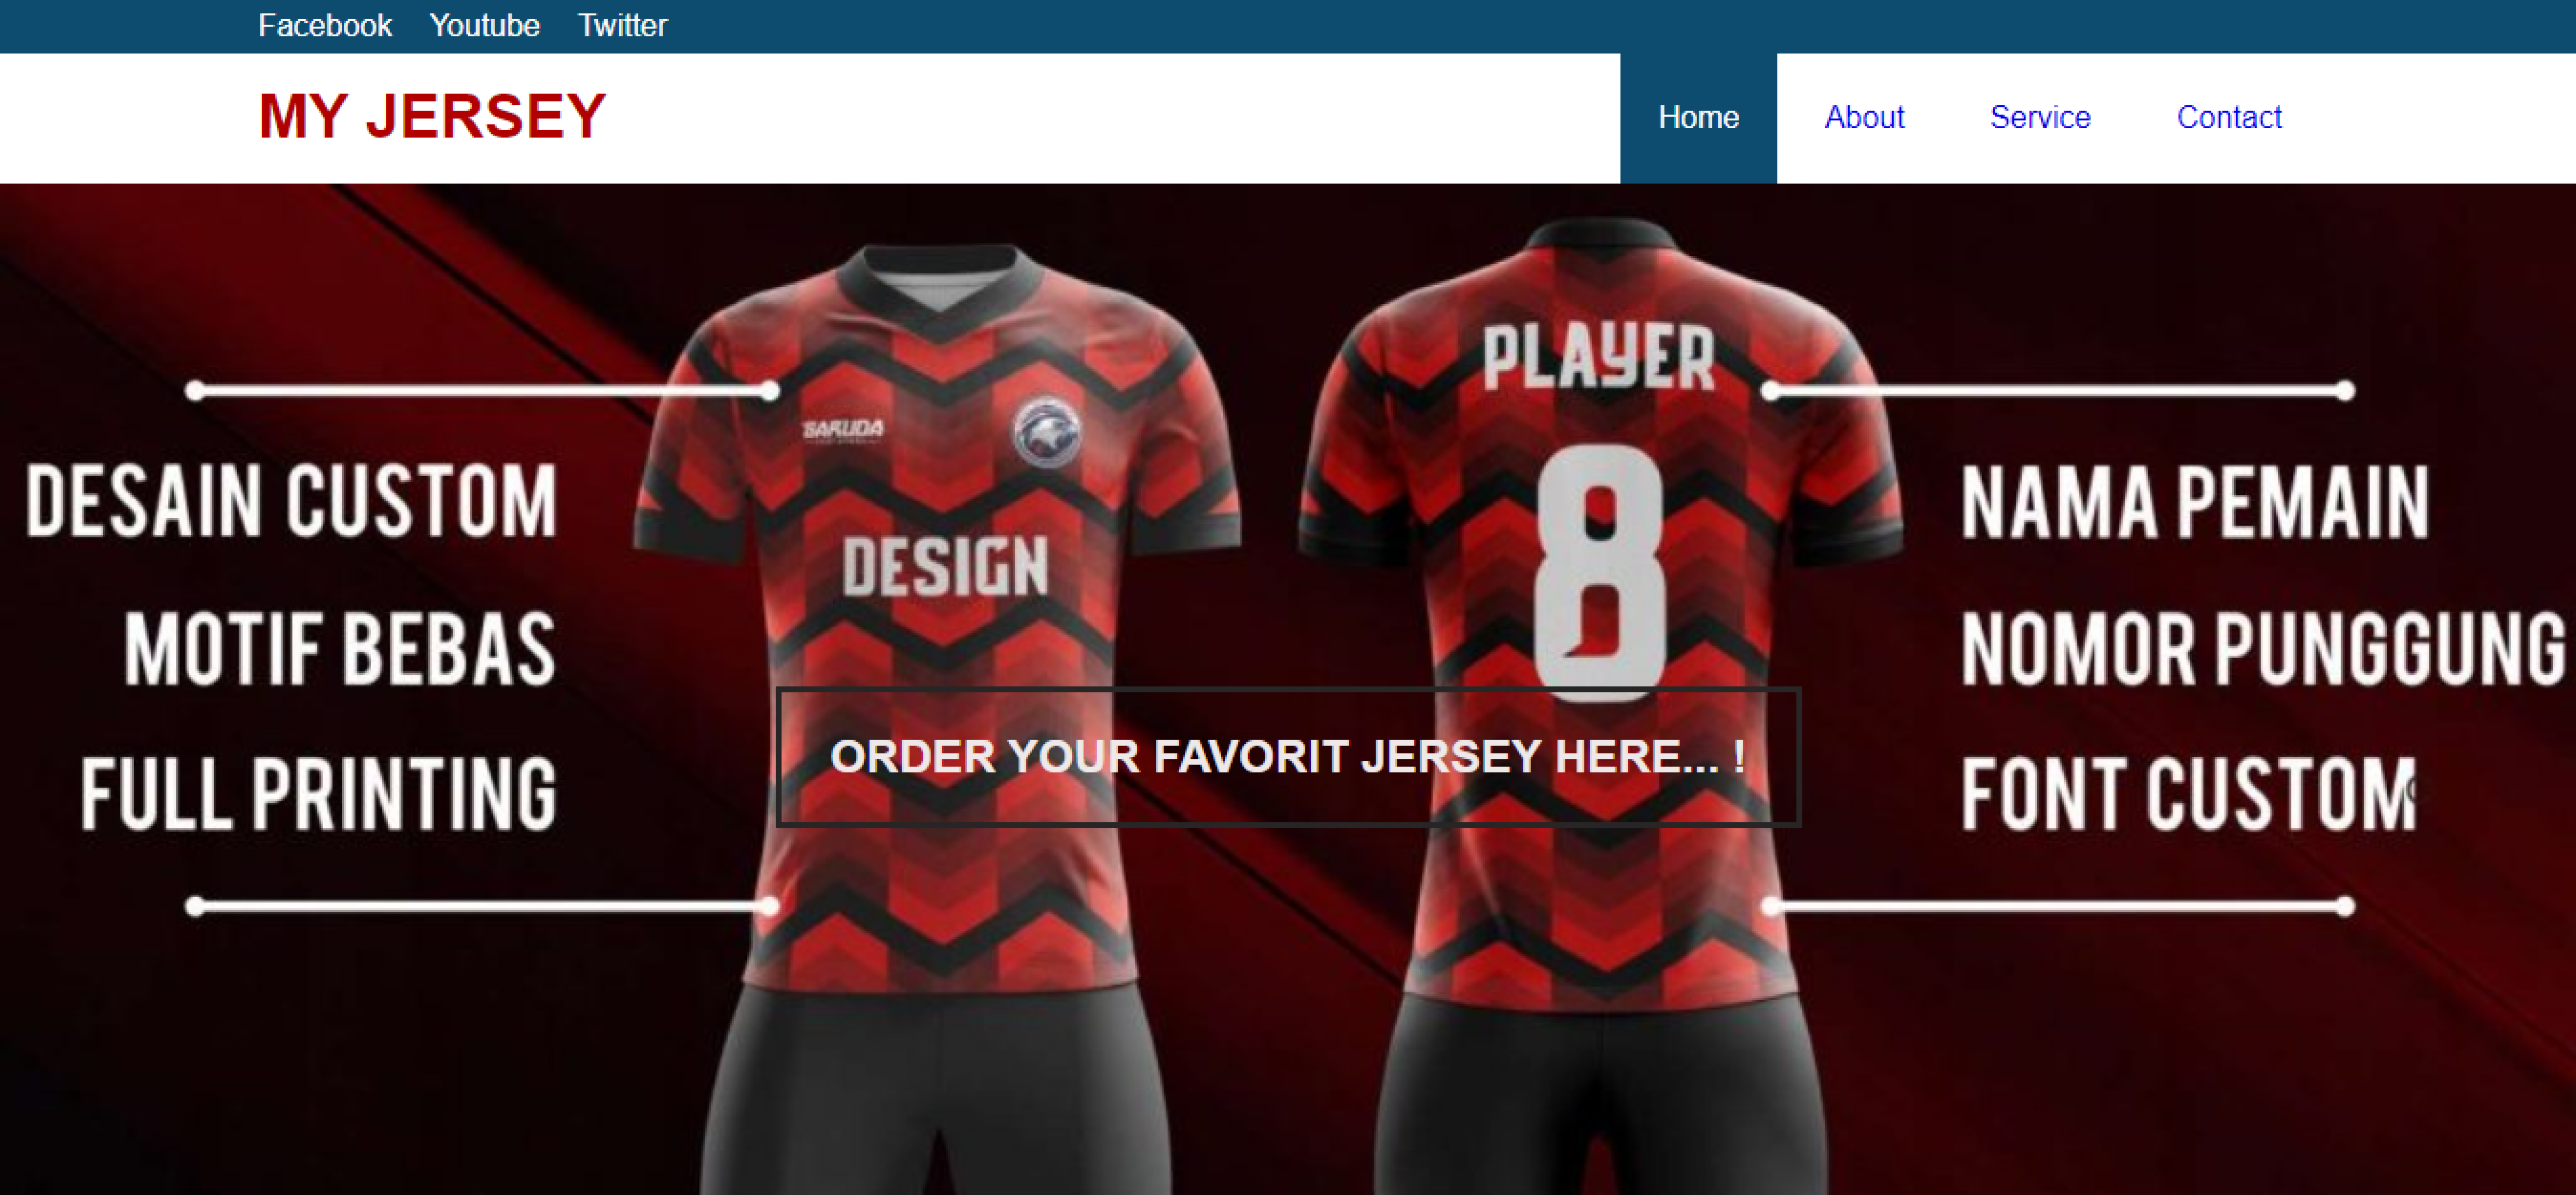 Facebook Youtube Twitter
MY JERSEY
Home About Service Contact
DESAIN CUSTOM
MOTIF BEBAS
FULL PRINTING
GARUDA
DESIGN
PLAYER
8
ORDER YOUR FAVORIT JERSEY HERE... !
NAMA PEMAIN
NOMOR PUNGGUNG
FONT CUSTOM